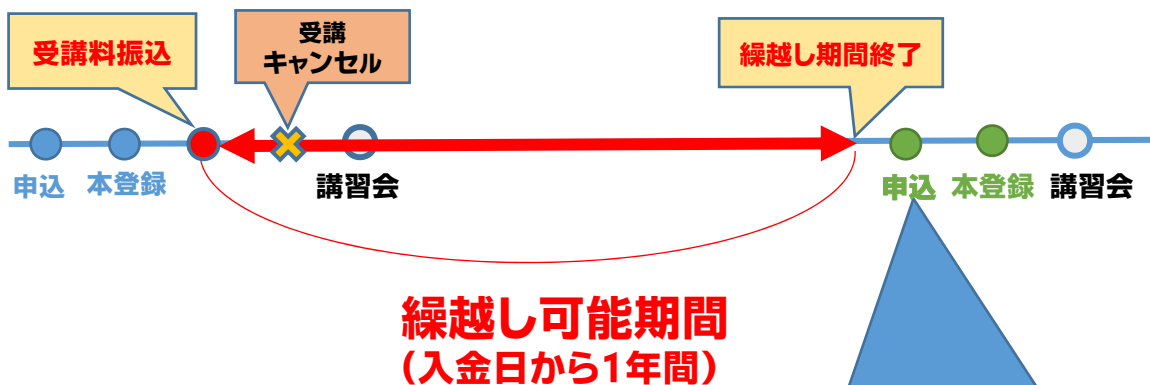 受講料振込
受講
キャンセル
繰越し期間終了
申込
本登録
講習会
申込
本登録
講習会
繰越し可能期間
（入金日から1年間）